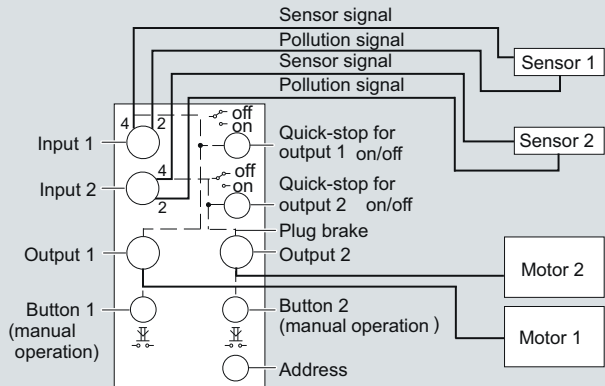 Sensor signal
Pollution signal
Sensor signal
Pollution signal
Sensor 1
Sensor 2
4 2
off
on
Input 1
Quick-stop for
output 1 on/off
4
off
on
Input 2
2
Quick-stop for
output 2 on/off
Plug brake
Output 1
Output 2
Motor 2
Button 1
(manual
operation)
Button 2
(manual operation )
Motor 1
Address